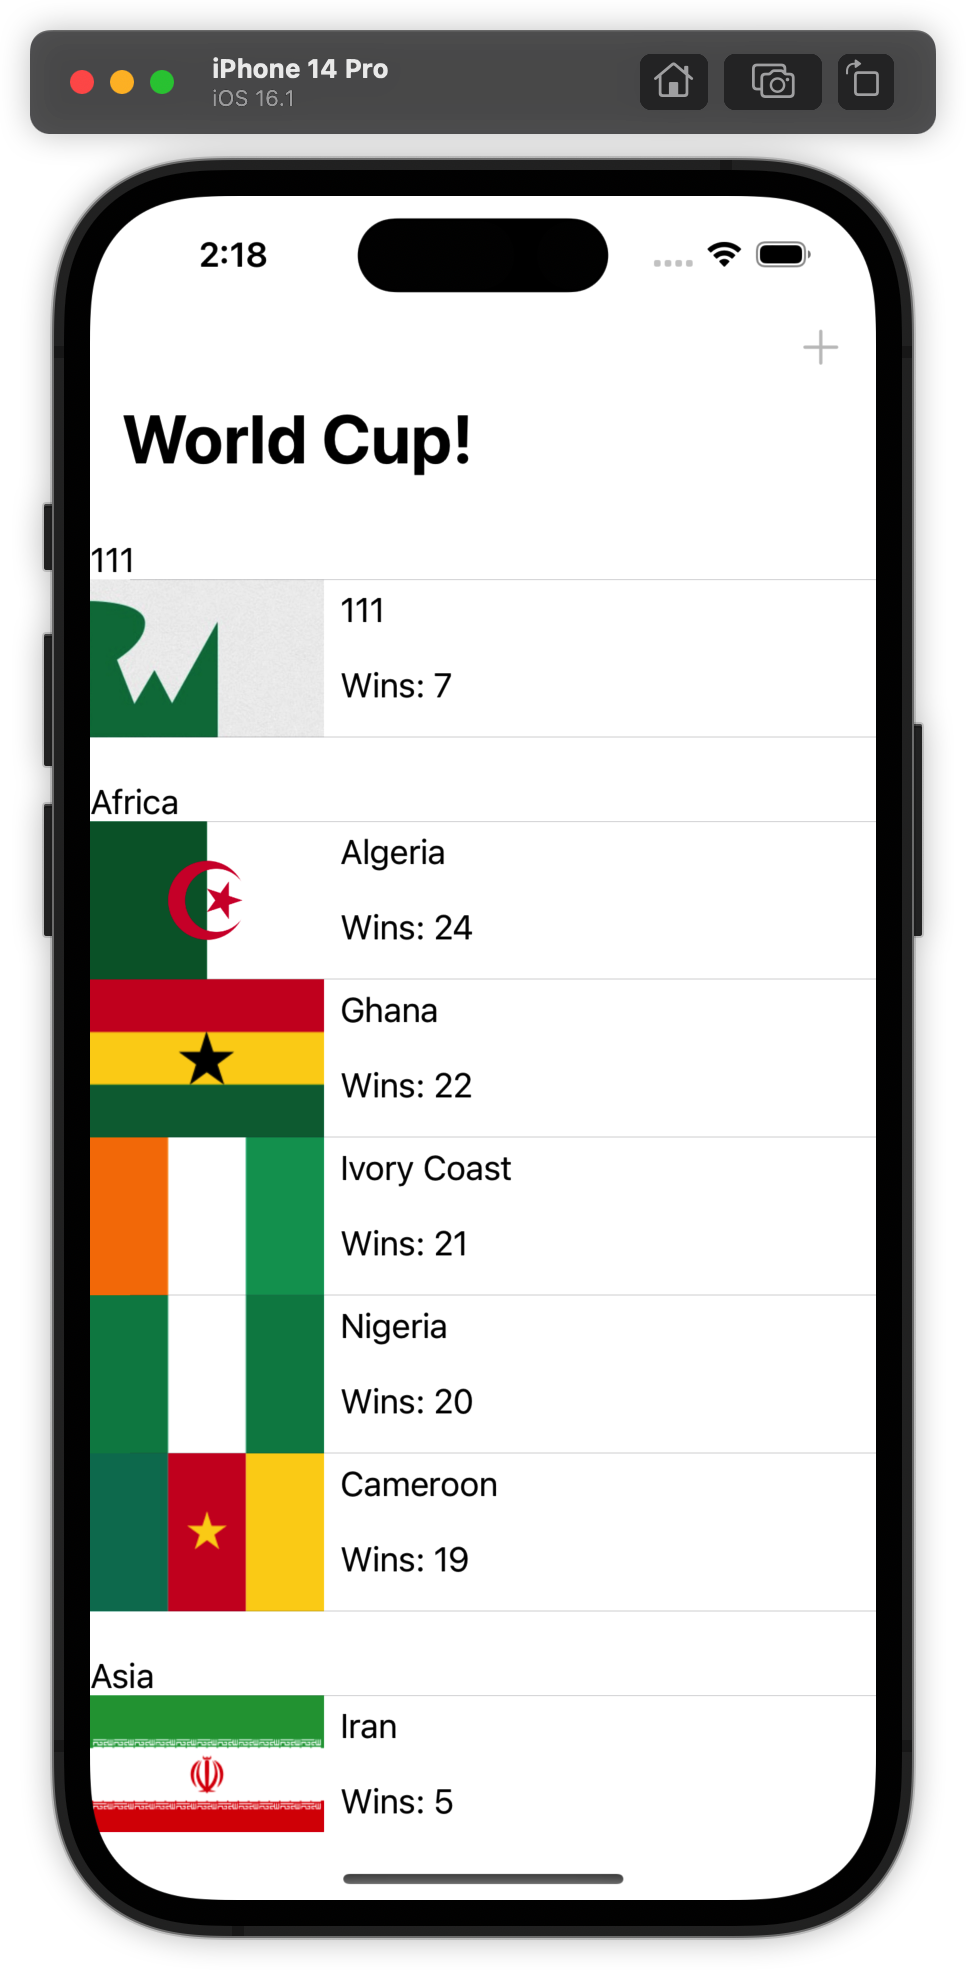 iPhone 14 Pro
iOS 16.1
2:18
World Cup!
111
111
Wins: 7
Africa
Algeria
Wins: 24
Ghana
Wins: 22
Ivory Coast
Wins: 21
Nigeria
Wins: 20
Cameroon
Wins: 19
Asia
Iran
Wins: 5